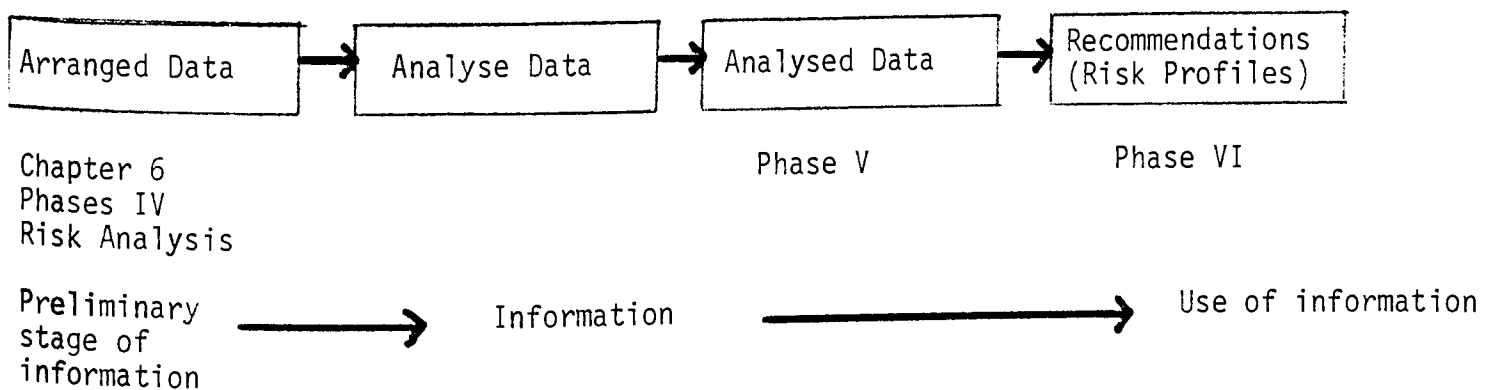 Arranged Data
Analyse Data
Analysed Data
Recommendations
(Risk Profiles)
Chapter 6
Phases IV
Risk Analysis
Phase V
Phase VI
Preliminary
stage of
information
Information
Use of information